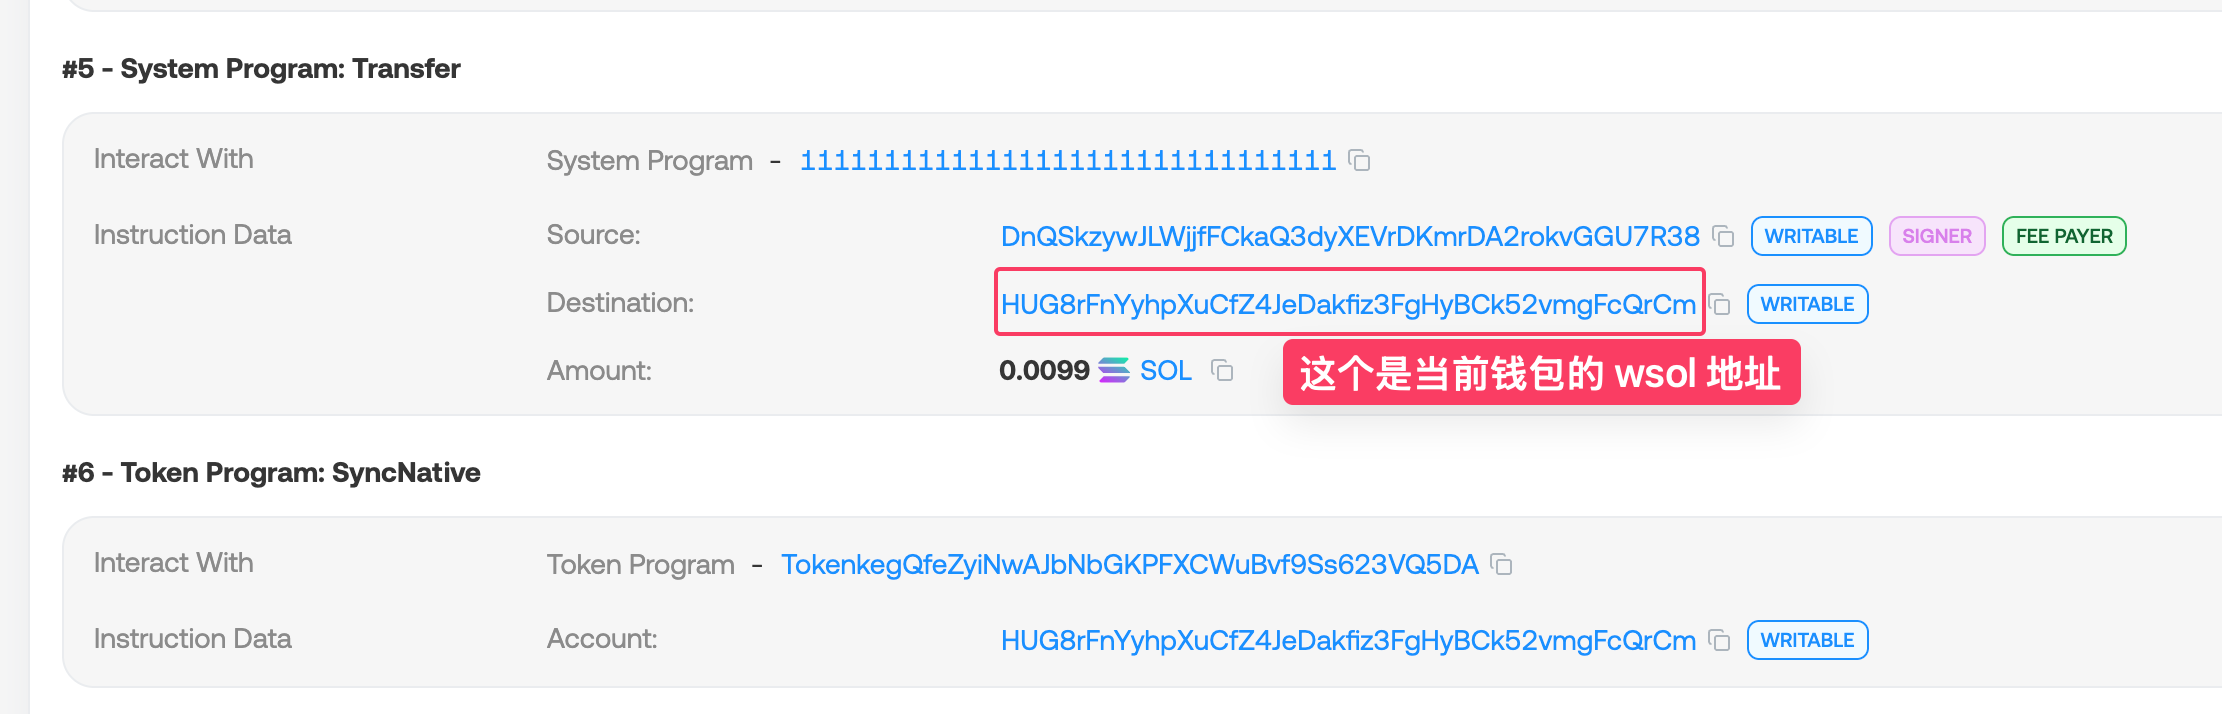 #5 - System Program: Transfer
Interact With System Program - 11111111111111111111111111111111
Instruction Data Source: DnQSkzywJLWjjfFCkaQ3dyXEVrDKmrDA2rokvGGU7R38 WRITABLE SIGNER FEE PAYER
Destination: HUG8rFnYyhpXuCfZ4JeDakfiz3FgHyBCk52vmgFcQrCm WRITABLE
Amount: 0.0099 SOL 这个是当前钱包的 wsol 地址
#6 - Token Program: SyncNative
Interact With Token Program - TokenkegQfeZyiNwAJbNbGKPFXCWuBvf9Ss623VQ5DA
Instruction Data Account: HUG8rFnYyhpXuCfZ4JeDakfiz3FgHyBCk52vmgFcQrCm WRITABLE